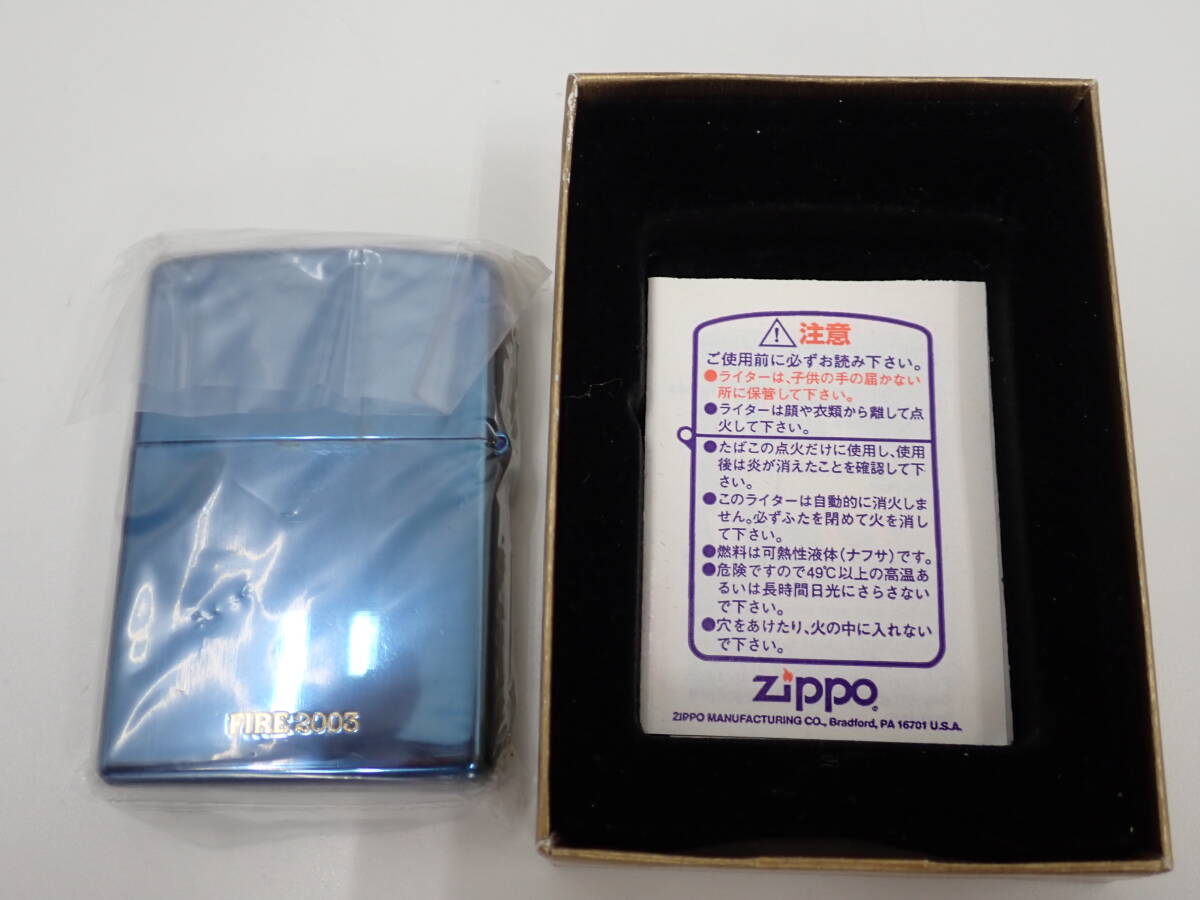 FIRE 2003
⚠注意
ご使用前に必ずお読み下さい。
●ライターは、子供の手の届かない
所に保管して下さい。
●ライターは顔や衣類から離して点
火して下さい。
●たばこの点火だけに使用し、使用
後は炎が消えたことを確認して下
さい。
●このライターは自動的に消火しま
せん。必ずふたを閉めて火を消し
て下さい。
●燃料は可熱性液体(ナフサ)です。
●危険ですので49℃以上の高温あ
るいは長時間日光にさらさない
で下さい。
●穴をあけたり、火の中に入れない
で下さい。
Zippo
ZIPPO MANUFACTURING CO., Bradford, PA 16701 U.S.A.